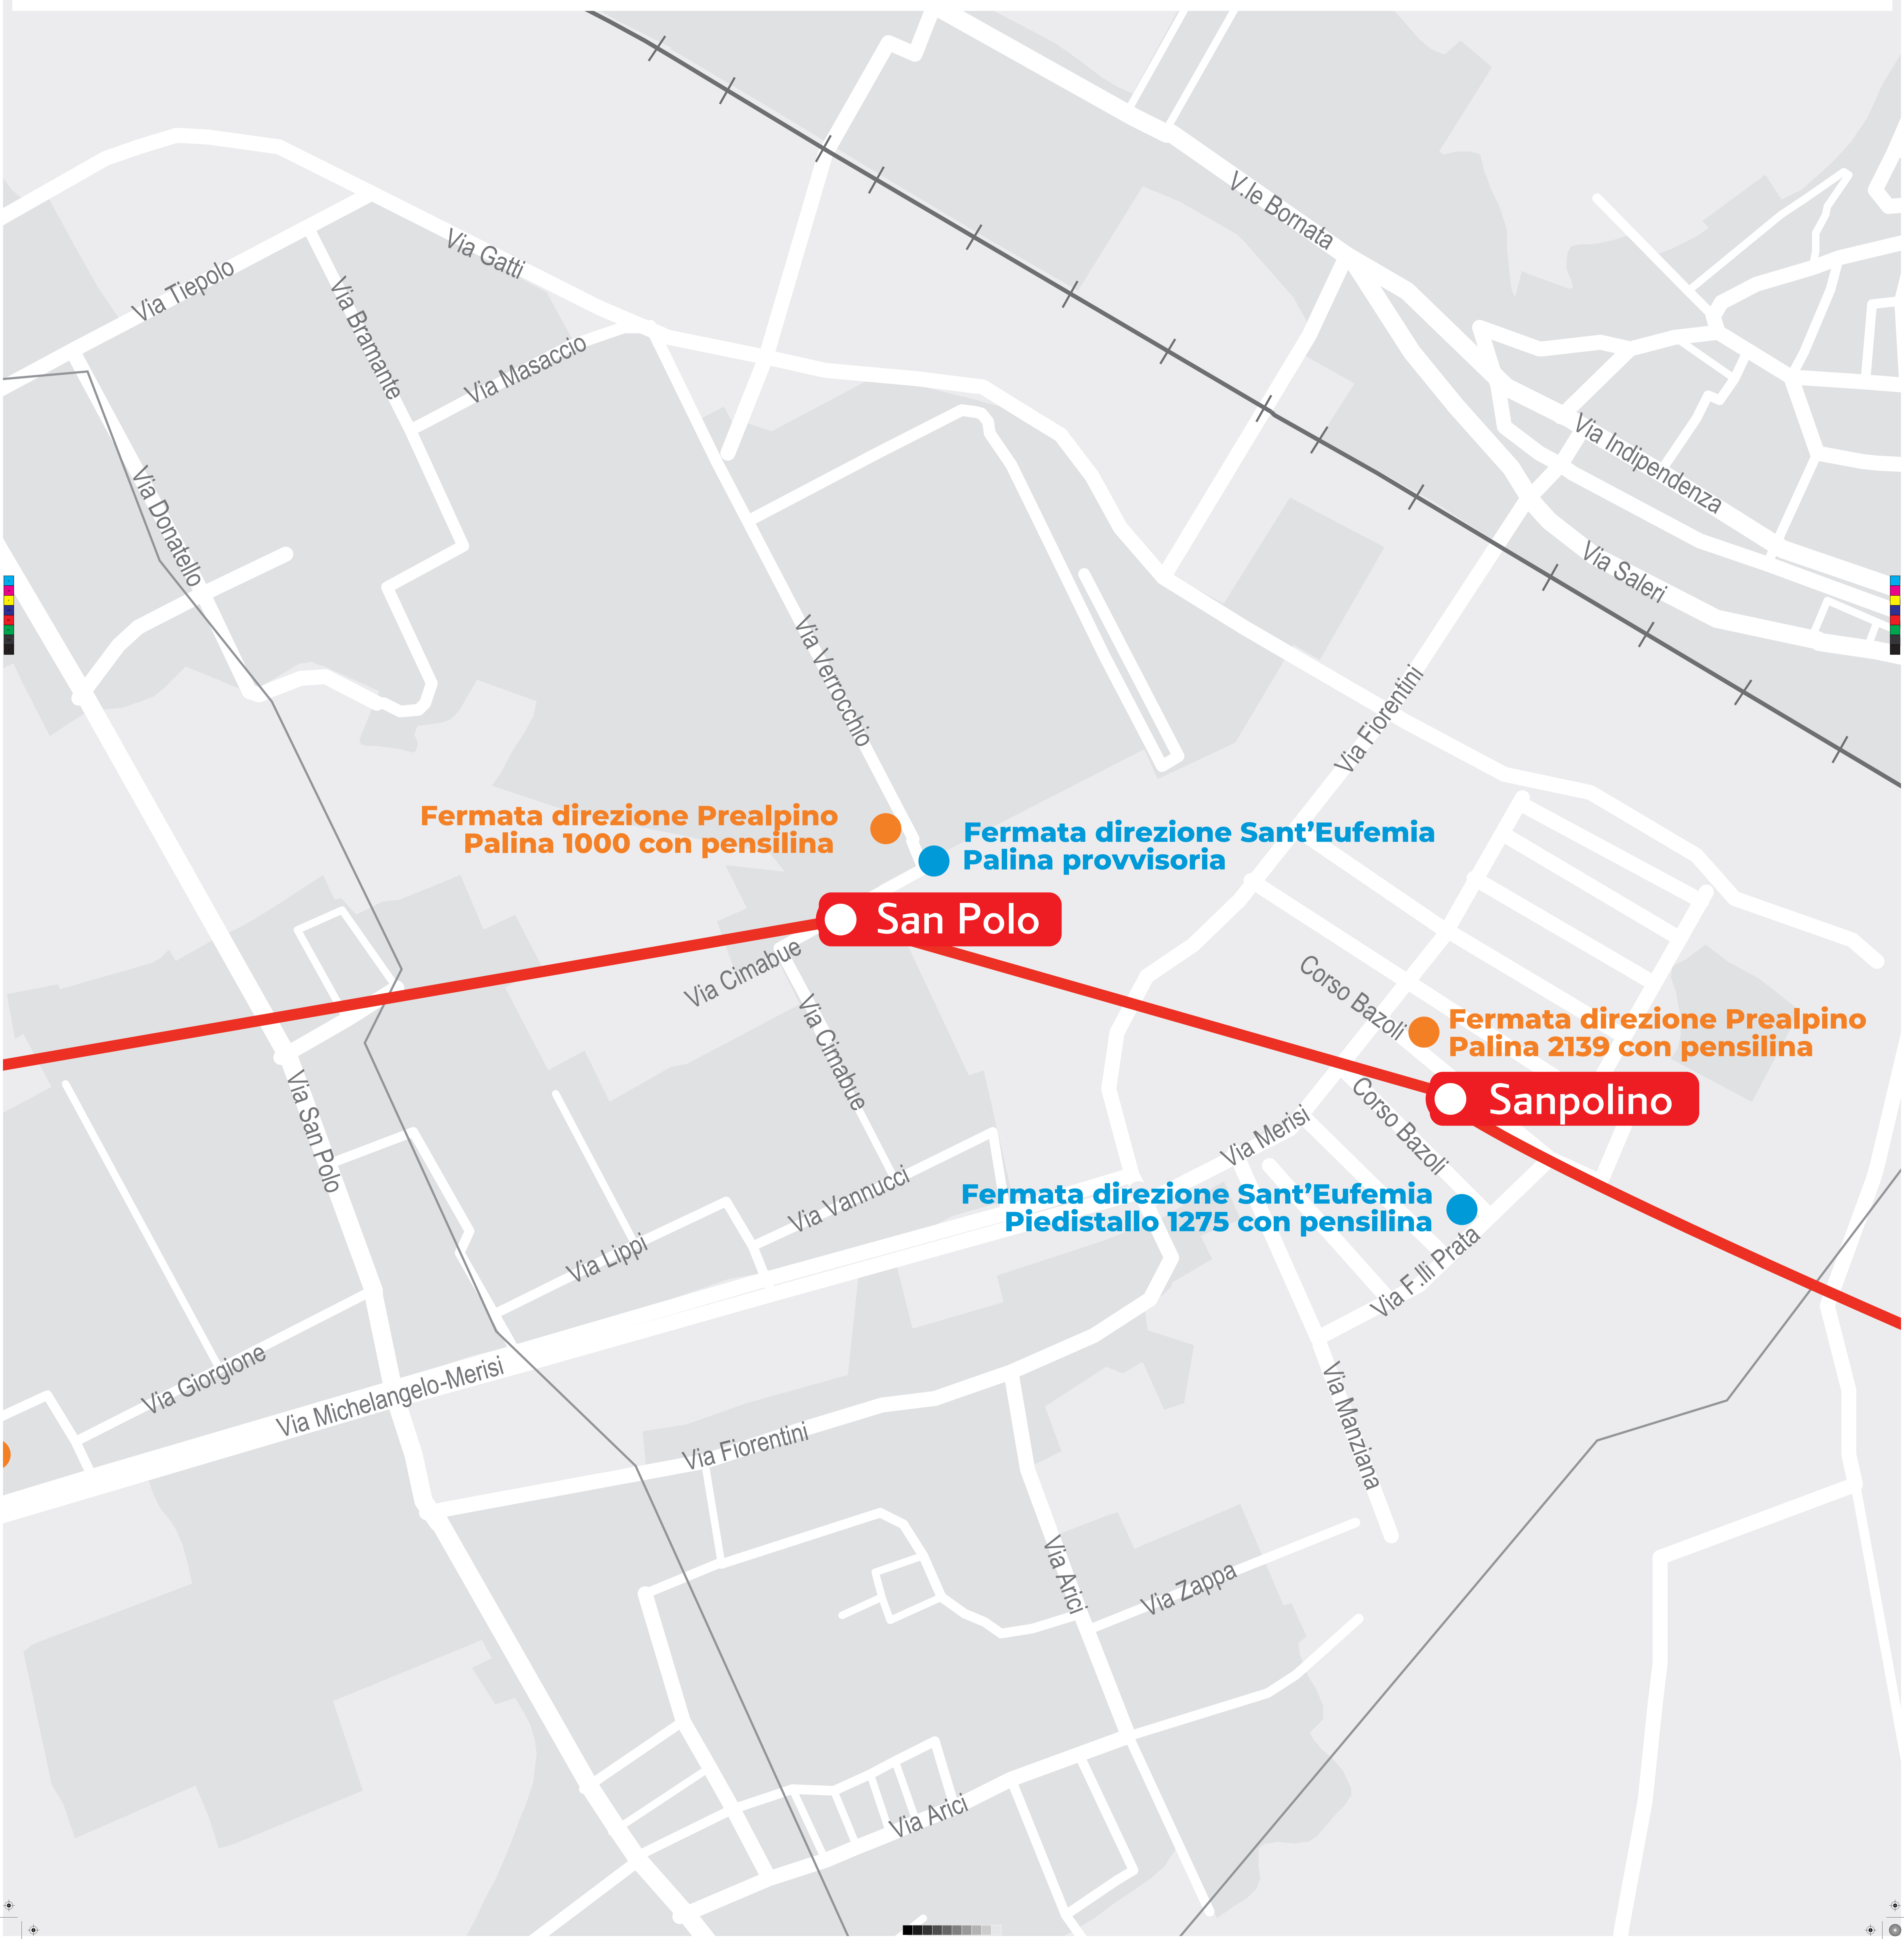 V.le Bornata
Via Gatti
Via Tiepolo
Via Bramante
Via Masaccio
Via Indipendenza
Via Donatello
Via Saleri
Via Verrocchio
Via Fiorentini
Fermata direzione Prealpino
Palina 1000 con pensilina
Fermata direzione Sant'Eufemia
Palina provvisoria
San Polo
Via Cimabue
Corso Bazoli
Fermata direzione Prealpino
Palina 2139 con pensilina
Via Cimabue
Sanpolino
Via San Polo
Corso Bazoli
Via Merisi
Via Vannucci
Fermata direzione Sant'Eufemia
Piedistallo 1275 con pensilina
Via Lippi
Via F.lli Prata
Via Giorgione
Via Michelangelo-Merisi
Via Manziana
Via Fiorentini
Via Arici
Via Zappa
Via Arici